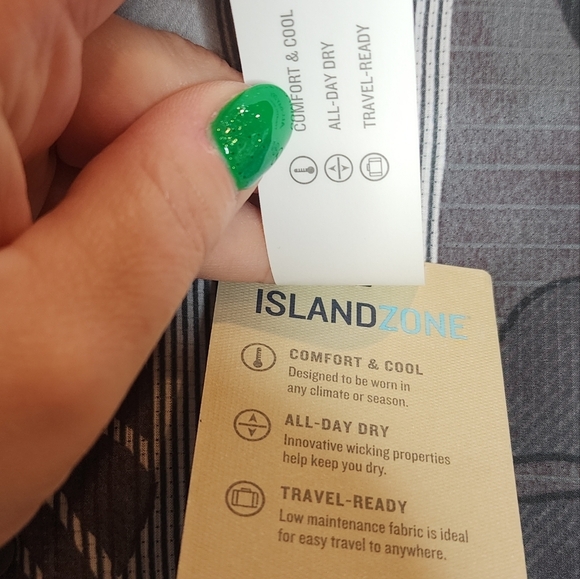 COMFORT & COOL
ALL-DAY DRY
TRAVEL-READY
ISLANDZONE
COMFORT & COOL
Designed to be worn in
any climate or season.
ALL-DAY DRY
Innovative wicking properties
help keep you dry.
TRAVEL-READY
Low maintenance fabric is ideal
for easy travel to anywhere.